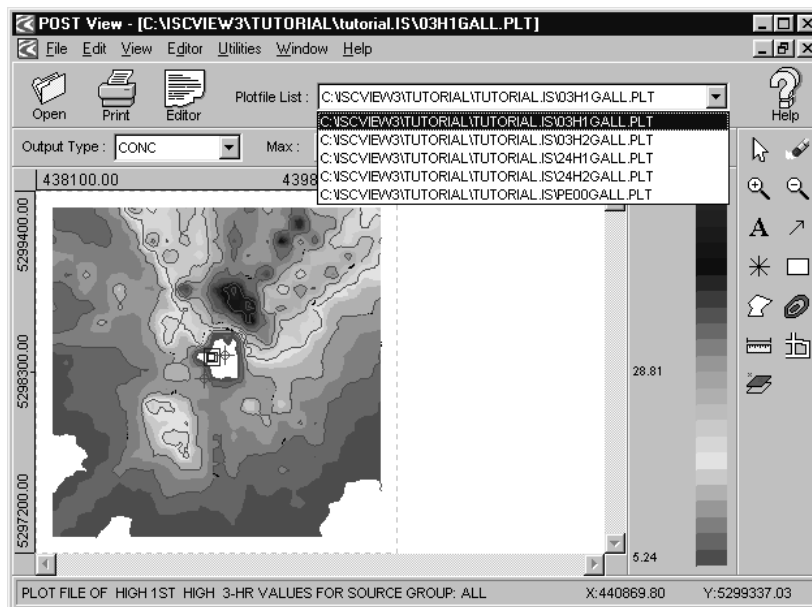 POST View - [C:\ISCVIEW3\TUTORIAL\tutorial.IS\03H1GALL.PLT]
File Edit View Editor Utilities Window Help
Open Print Editor Plotfile List : C:\ISCVIEW3\TUTORIAL\TUTORIAL.IS\03H1GALL.PLT Help
C:\ISCVIEW3\TUTORIAL\TUTORIAL.IS\03H1GALL.PLT
C:\ISCVIEW3\TUTORIAL\TUTORIAL.IS\03H2GALL.PLT
C:\ISCVIEW3\TUTORIAL\TUTORIAL.IS\24H1GALL.PLT
C:\ISCVIEW3\TUTORIAL\TUTORIAL.IS\24H2GALL.PLT
C:\ISCVIEW3\TUTORIAL\TUTORIAL.IS\PE00GALL.PLT
Output Type : CONC Max :
438100.00 4398
5299400.00
5298300.00
5297200.00
A
28.81
5.24
PLOT FILE OF HIGH 1ST HIGH 3-HR VALUES FOR SOURCE GROUP: ALL X:440869.80 Y:5299337.03